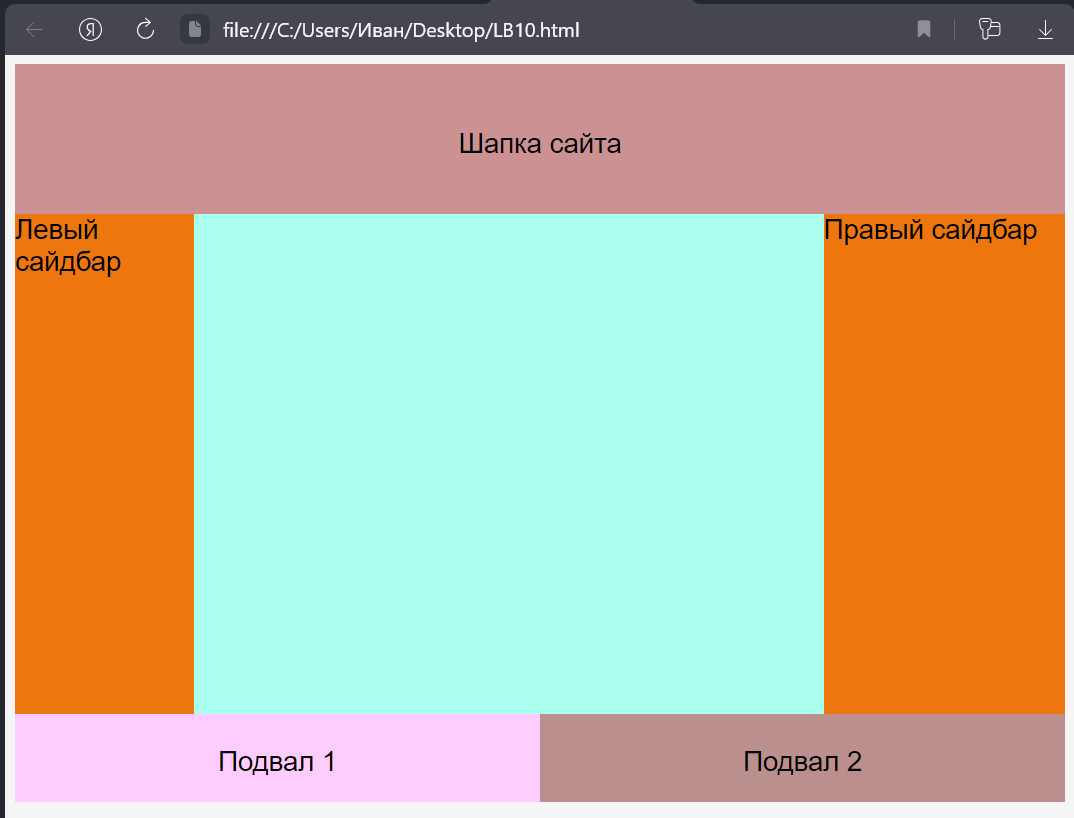 Я
file:///C:/Users/Иван/Desktop/LB10.html
Шапка сайта
Левый
сайдбар
Правый сайдбар
Подвал 1
Подвал 2